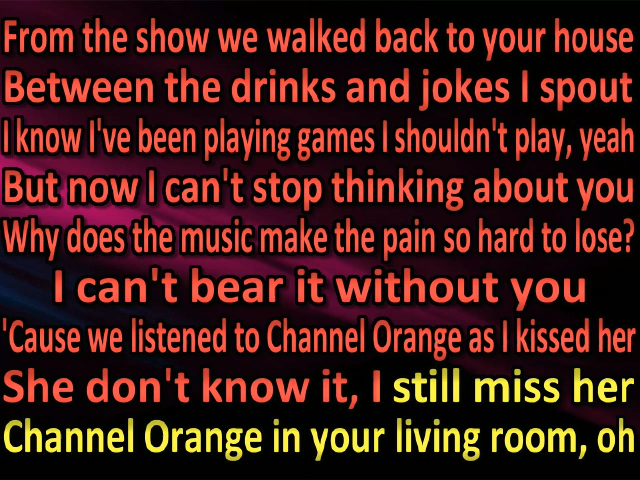 From the show we walked back to your house
Between the drinks and jokes I spout
I know I've been playing games I shouldn't play, yeah
But now I can't stop thinking about you
Why does the music make the pain so hard to lose?
I can't bear it without you
'Cause we listened to Channel Orange as I kissed her
She don't know it, I still miss her
Channel Orange in your living room, oh